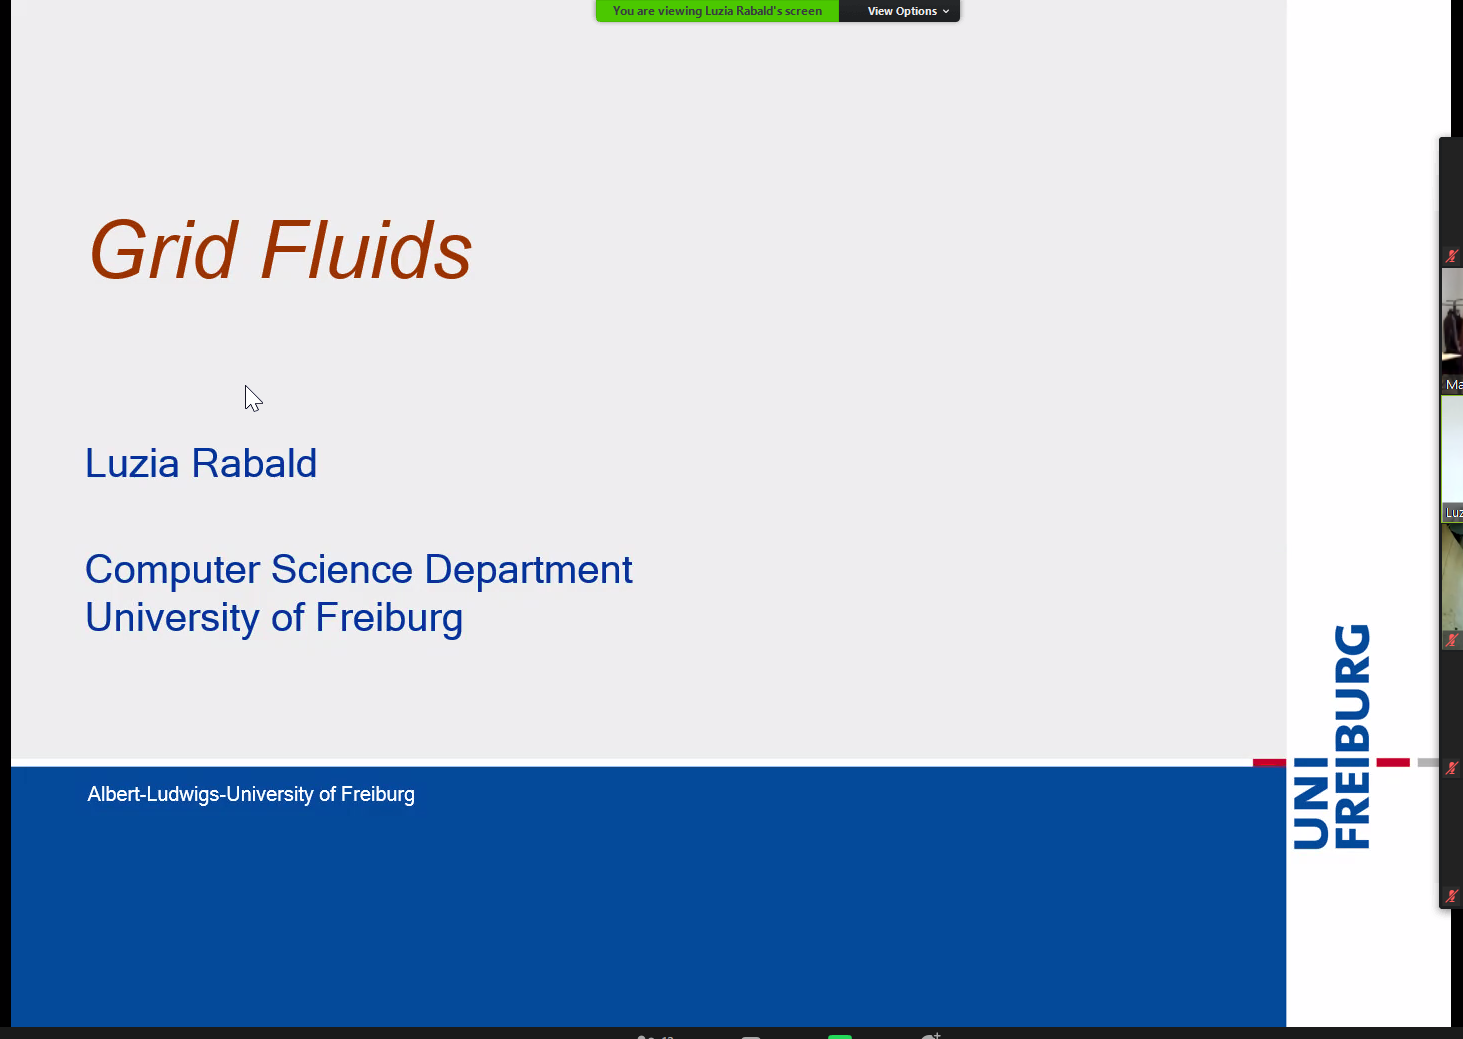 You are viewing Luzia Rabald's screen
View Options
Grid Fluids
Luzia Rabald
Computer Science Department
University of Freiburg
Albert-Ludwigs-University of Freiburg
UNI
FREIBURG
Ma
Luz